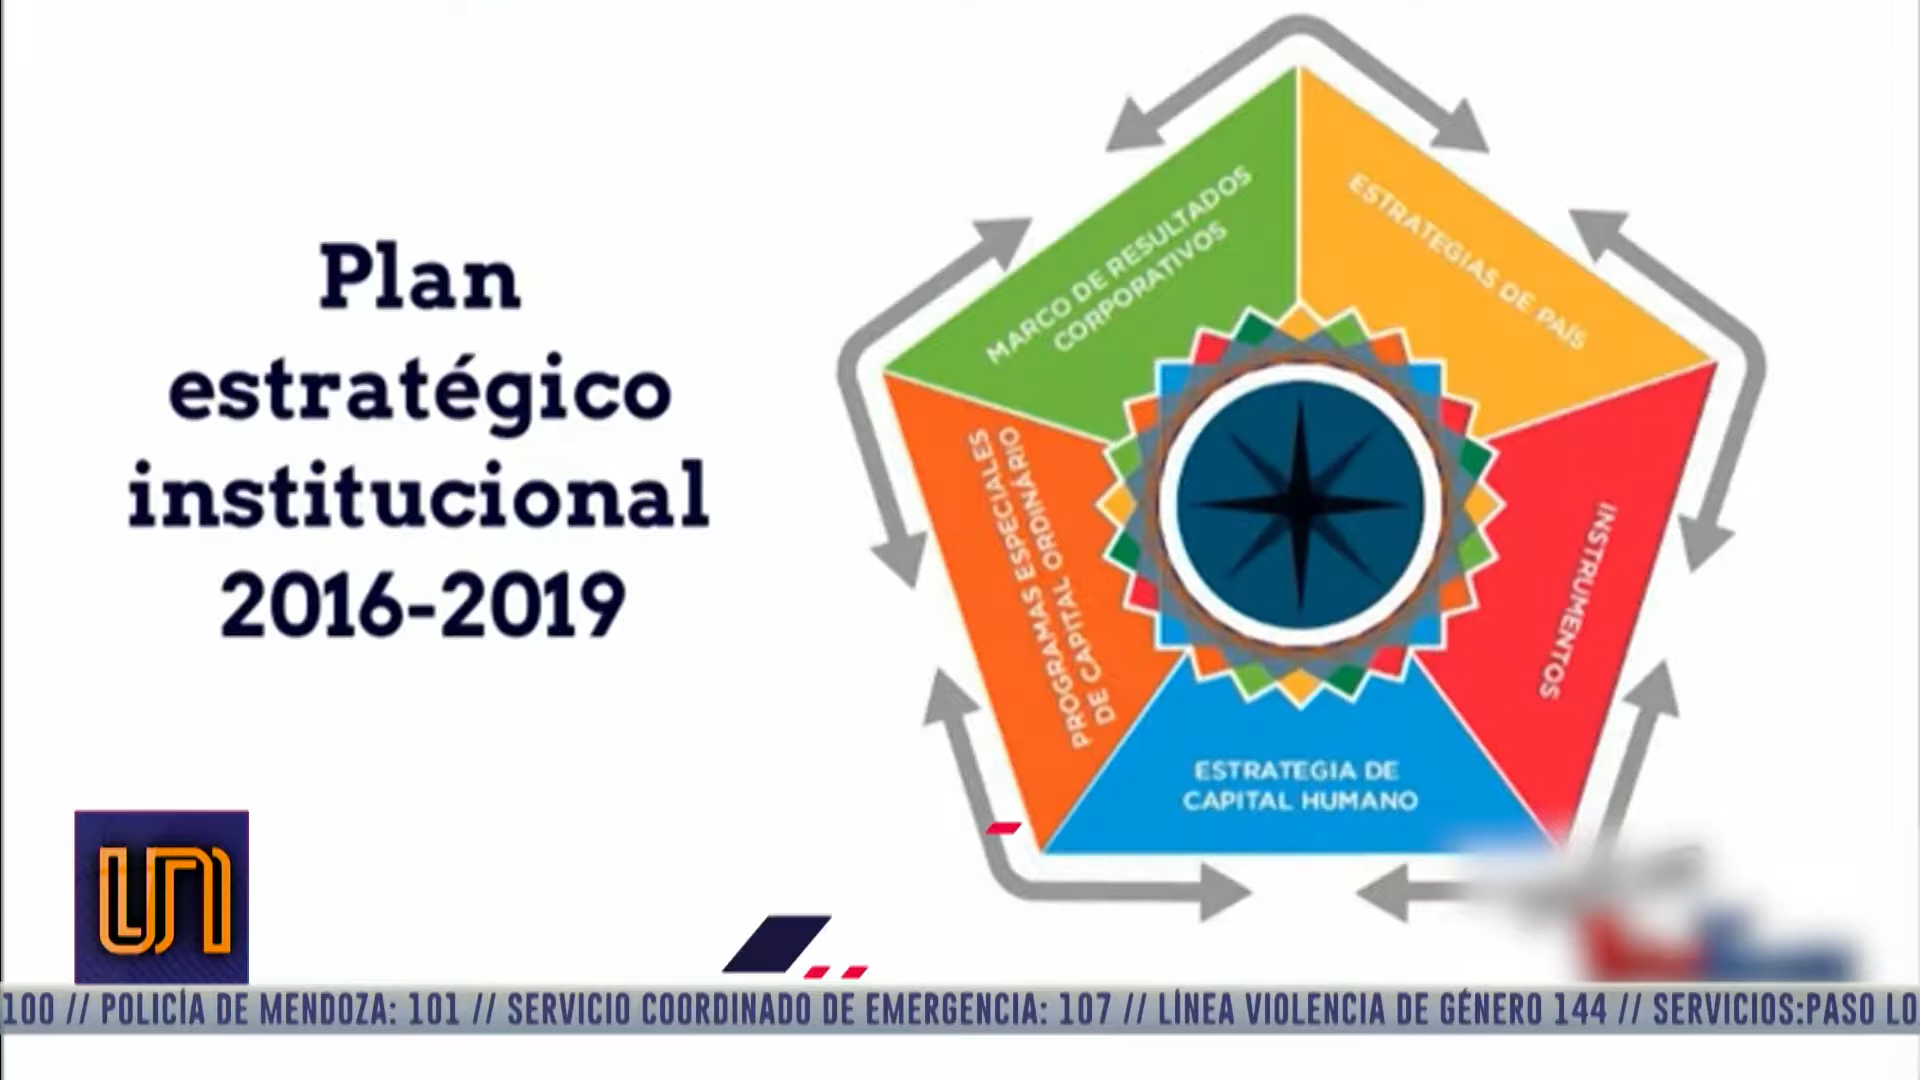 Plan
estratégico
institucional
2016-2019
MARCO DE RESULTADOS
CORPORATIVOS
ESTRATEGIAS DE PAÍS
PROGRAMAS ESPECIALES
DE CAPITAL ORDINARIO
INSTRUMENTOS
ESTRATEGIA DE
CAPITAL HUMANO
UN
100 // POLICÍA DE MENDOZA: 101 // SERVICIO COORDINADO DE EMERGENCIA: 107 // LÍNEA VIOLENCIA DE GÉNERO 144 // SERVICIOS:PASO LO